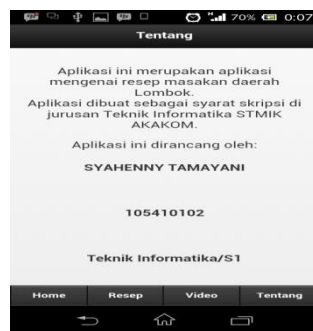 70% 0:07
Tentang
Aplikasi ini merupakan aplikasi
mengenai resep masakan daerah
Lombok.
Aplikasi dibuat sebagai syarat skripsi di
jurusan Teknik Informatika STMIK
AKAKOM.
Aplikasi ini dirancang oleh:
SYAHENNY TAMAYANI
105410102
Teknik Informatika/S1
Home Resep Video Tentang